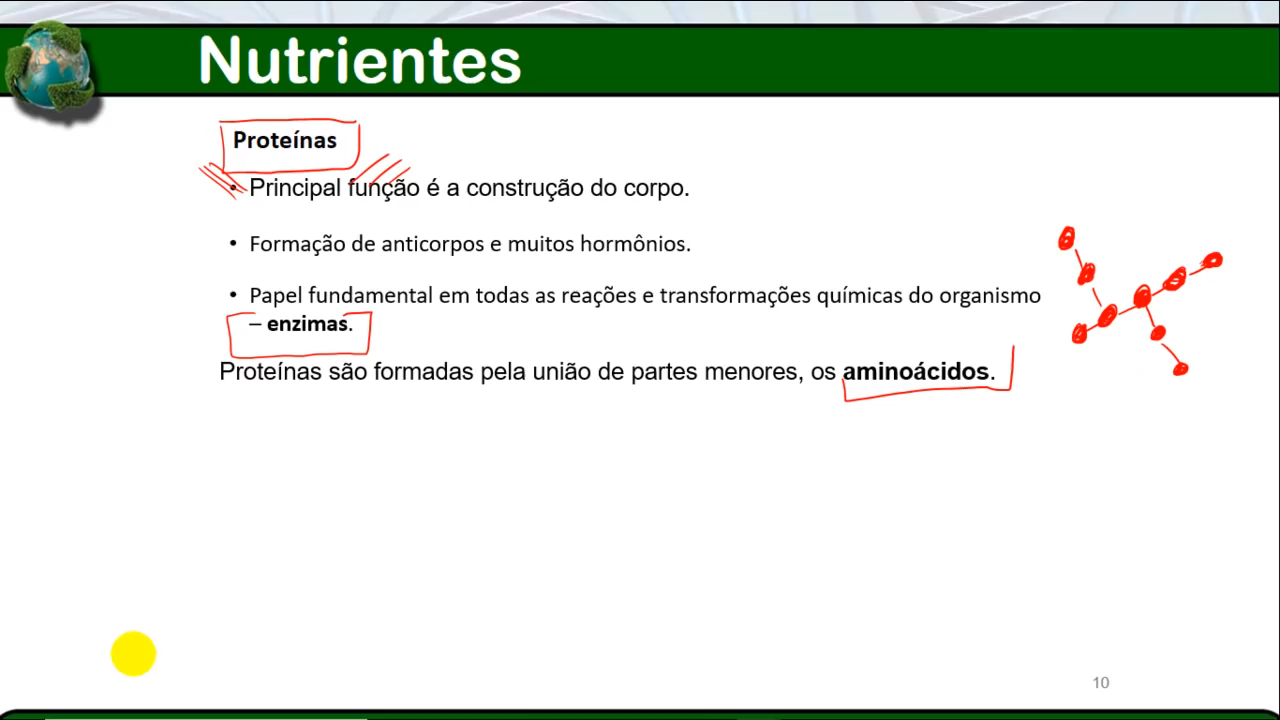 Nutrientes
Proteínas
• Principal função é a construção do corpo.
• Formação de anticorpos e muitos hormônios.
• Papel fundamental em todas as reações e transformações químicas do organismo
– enzimas.
Proteínas são formadas pela união de partes menores, os aminoácidos.
10